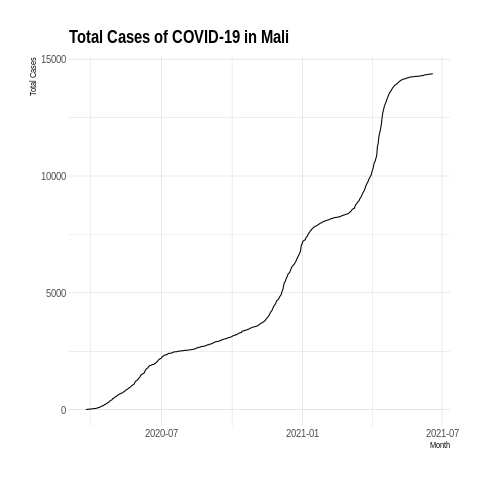 Total Cases of COVID-19 in Mali
Total Cases
15000
10000
5000
0
2020-07
2021-01
2021-07
Month